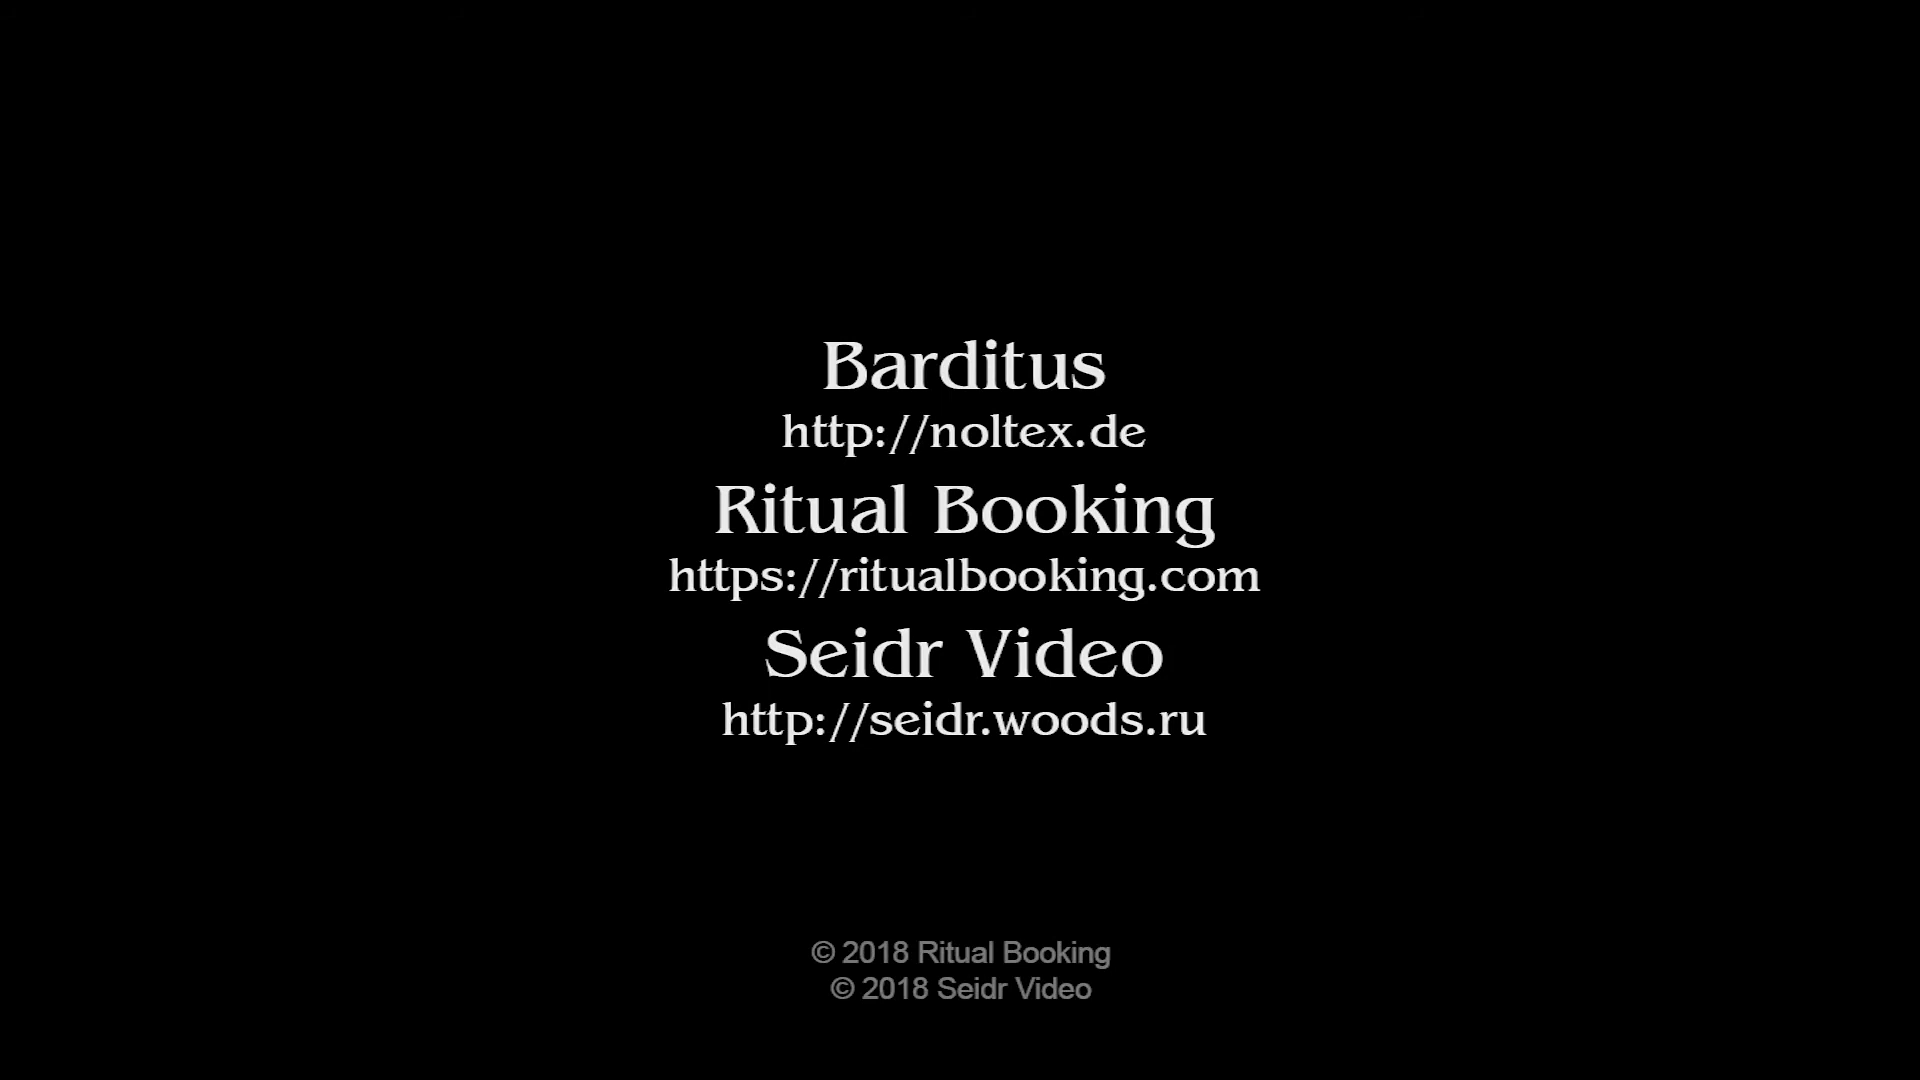 Barditus
http://noltex.de
Ritual Booking
https://ritualbooking.com
Seidr Video
http://seidr.woods.ru
© 2018 Ritual Booking
© 2018 Seidr Video